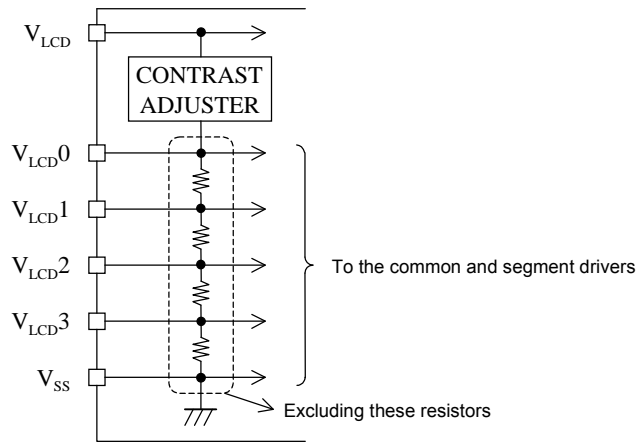 V_LCD
CONTRAST
ADJUSTER
V_LCD0
V_LCD1
V_LCD2
V_LCD3
V_SS
To the common and segment drivers
Excluding these resistors